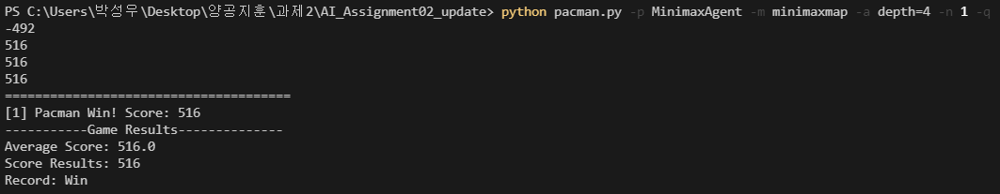 PS C:\Users\박성우\Desktop\양공지훈\과제2\AI_Assignment02_update> python pacman.py -p MinimaxAgent -m minimaxmap -a depth=4 -n 1 -q
-492
516
516
516
======================================
[1] Pacman Win! Score: 516
-----------Game Results--------------
Average Score: 516.0
Score Results: 516
Record: Win